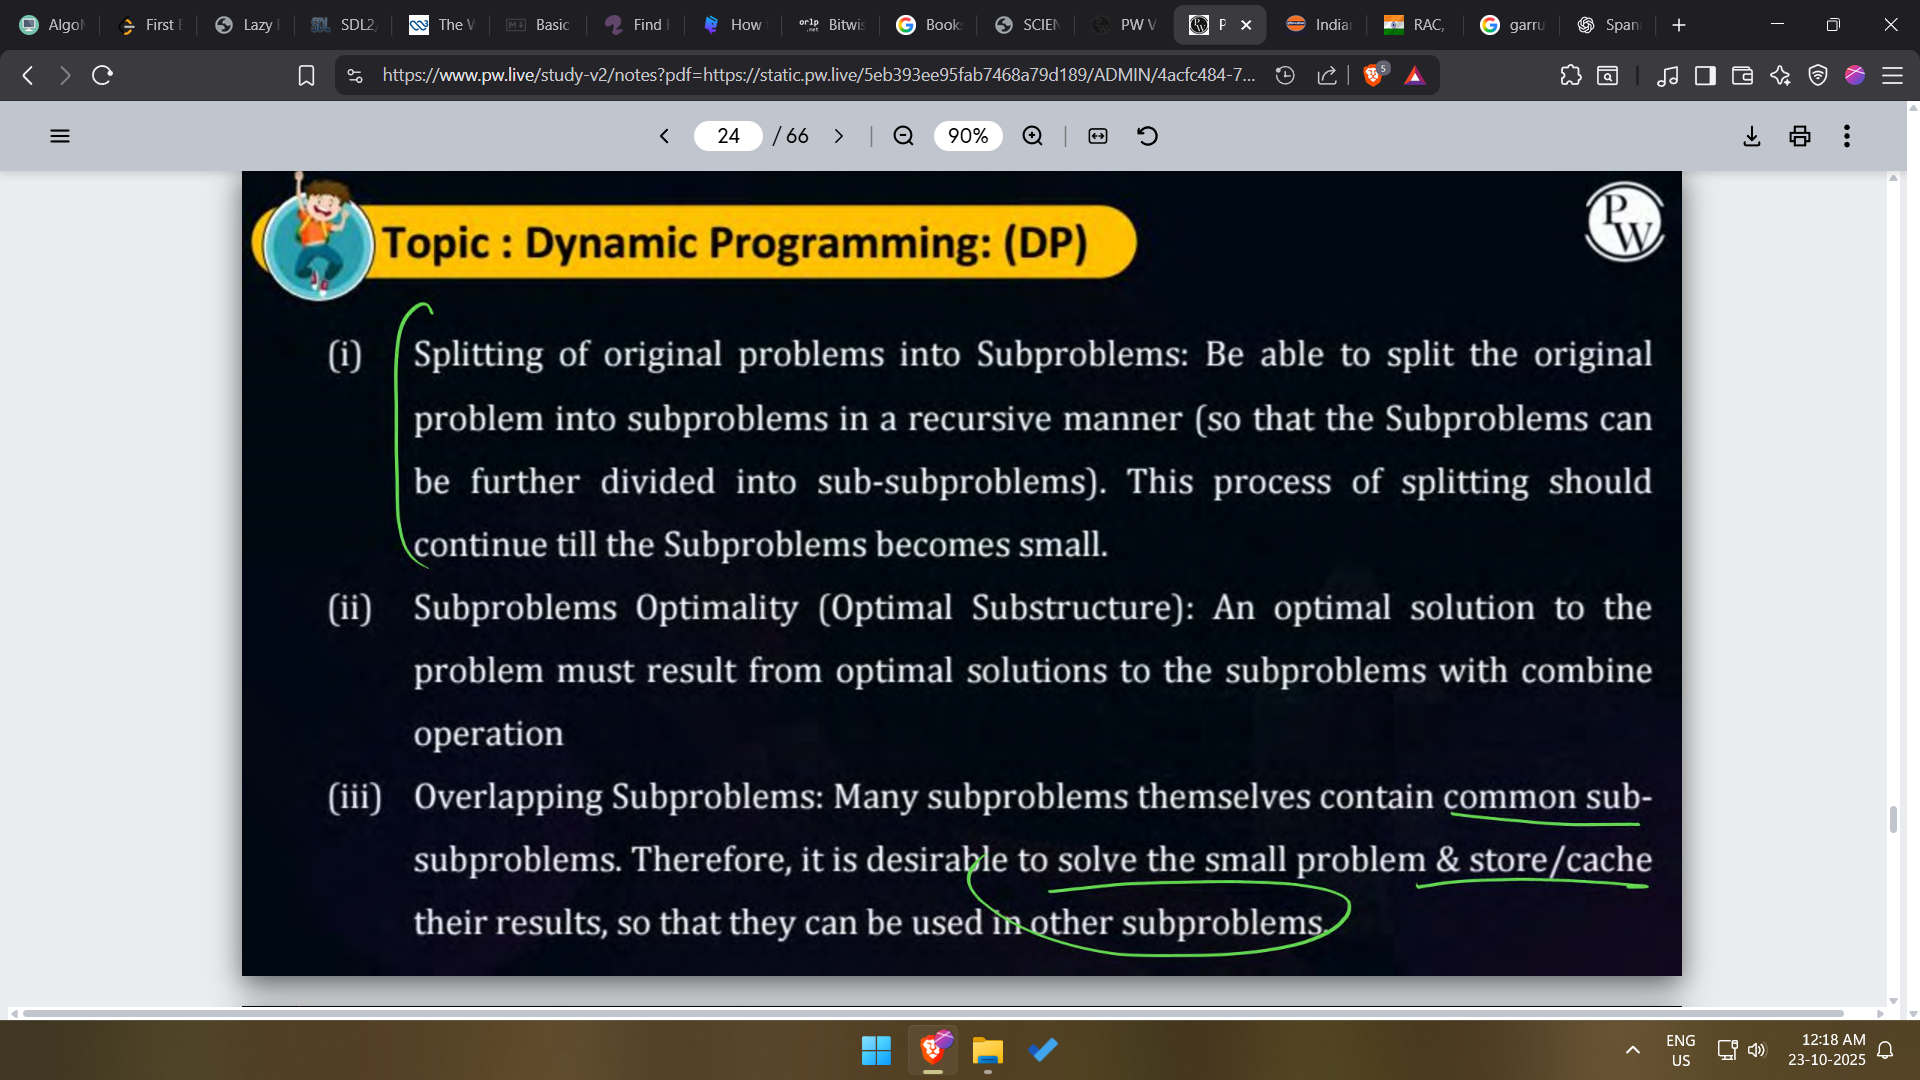 Algo
First
Lazy
SDL2
The
Basic
Find
How
Bitwis
Book
SCIEN
PW V
P
India
RAC,
garru
Span
https://www.pw.live/study-v2/notes?pdf=https://static.pw.live/5eb393ee95fab7468a79d189/ADMIN/4acfc484-7...
5
24 / 66
90%
Topic : Dynamic Programming: (DP)
P
W
(i) Splitting of original problems into Subproblems: Be able to split the original
problem into subproblems in a recursive manner (so that the Subproblems can
be further divided into sub-subproblems). This process of splitting should
continue till the Subproblems becomes small.
(ii) Subproblems Optimality (Optimal Substructure): An optimal solution to the
problem must result from optimal solutions to the subproblems with combine
operation
(iii) Overlapping Subproblems: Many subproblems themselves contain common sub-
subproblems. Therefore, it is desirable to solve the small problem & store/cache
their results, so that they can be used in other subproblems.
ENG
US
12:18 AM
23-10-2025